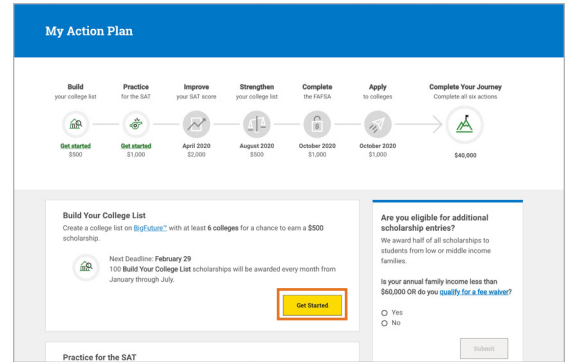 My Action Plan
Build
your college list
Get started
$500
Practice
for the SAT
Get started
$1,000
Improve
your SAT score
April 2020
$2,000
Strengthen
your college list
August 2020
$500
Complete
the FAFSA
October 2020
$1,000
Apply
to colleges
October 2020
$1,000
Complete Your Journey
Complete all six actions
$40,000
Build Your College List
Create a college list on BigFuture™ with at least 6 colleges for a chance to earn a $500
scholarship.
Next Deadline: February 29
100 Build Your College List scholarships will be awarded every month from
January through July.
Get Started
Practice for the SAT
Are you eligible for additional
scholarship entries?
We award half of all scholarships to
students from low or middle income
families.
Is your annual family income less than
$60,000 OR do you qualify for a fee waiver?
Yes
No
Submit